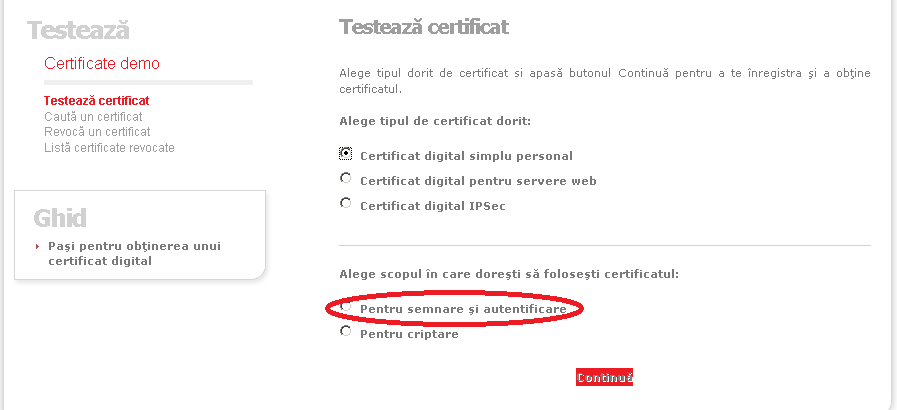 Testează
Certificate demo
Testează certificat
Caută un certificat
Revocă un certificat
Listă certificate revocate
Ghid
Paşi pentru obţinerea unui
certificat digital
Testează certificat
Alege tipul dorit de certificat si apasă butonul Continuă pentru a te înregistra şi a obţine
certificatul.
Alege tipul de certificat dorit:
Certificat digital simplu personal
Certificat digital pentru servere web
Certificat digital IPSec
Alege scopul în care doreşti să foloseşti certificatul:
Pentru semnare şi autentificare
Pentru criptare
Continuă